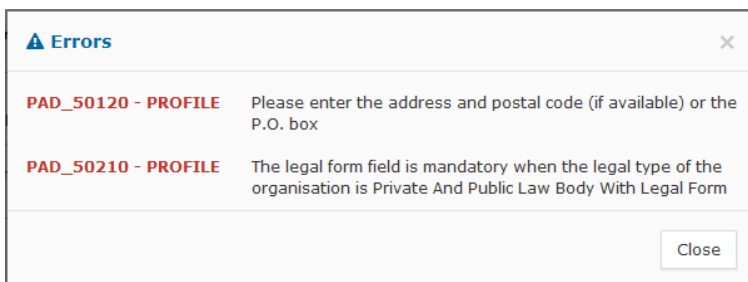 Errors
×
PAD_50120 - PROFILE Please enter the address and postal code (if available) or the
P.O. box
PAD_50210 - PROFILE The legal form field is mandatory when the legal type of the
organisation is Private And Public Law Body With Legal Form
Close